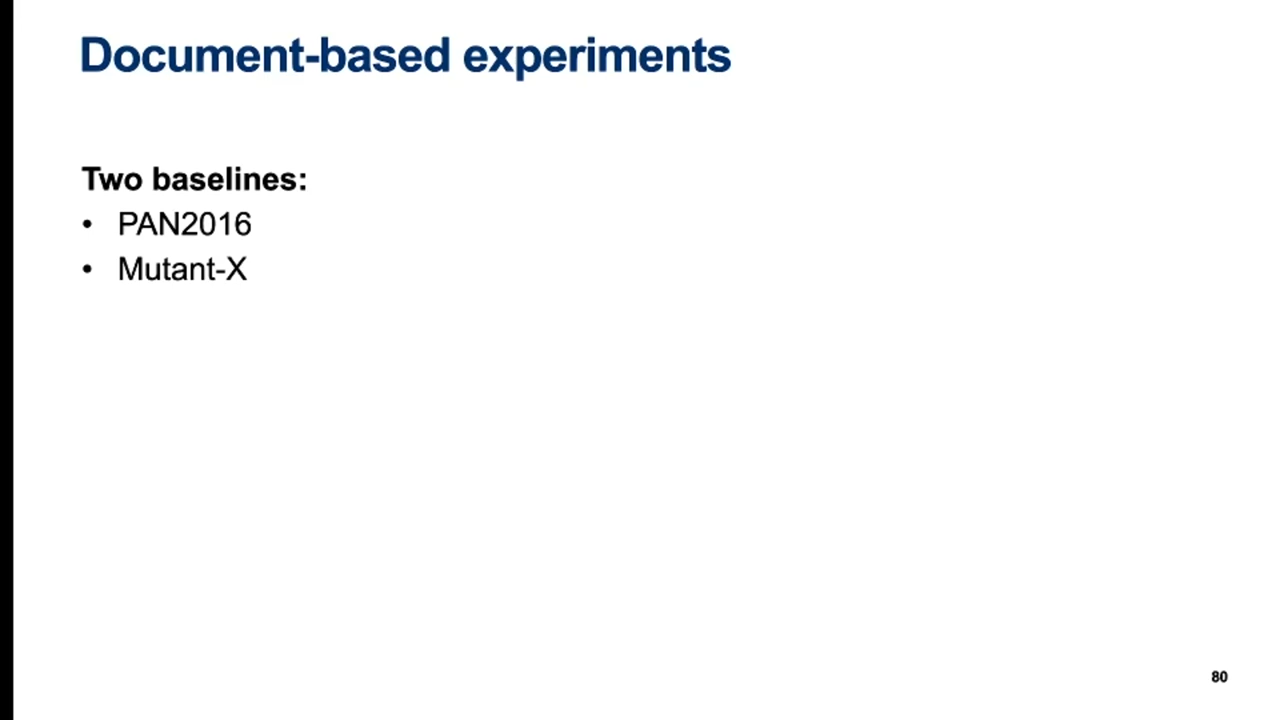 Document-based experiments
Two baselines:
• PAN2016
• Mutant-X
80